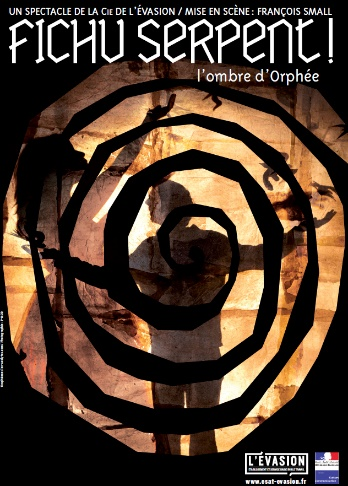 UN SPECTACLE DE LA CIE DE L'ÉVASION / MISE EN SCÈNE : FRANÇOIS SMALL
FICHU SERPENT!
l'ombre d'Orphée
L'ÉVASION
www.esat-evasion.fr